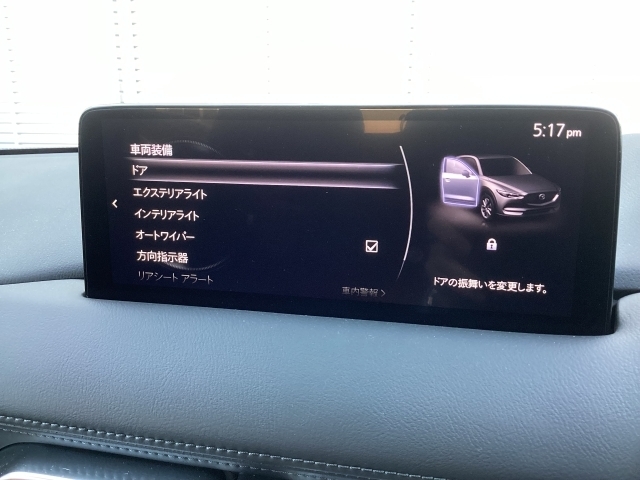 5:17 pm
車両装備
ドア
エクステリアライト
インテリアライト
オートワイパー
方向指示器
リアシート アラート
車内警報 >
ドアの振舞いを変更します。